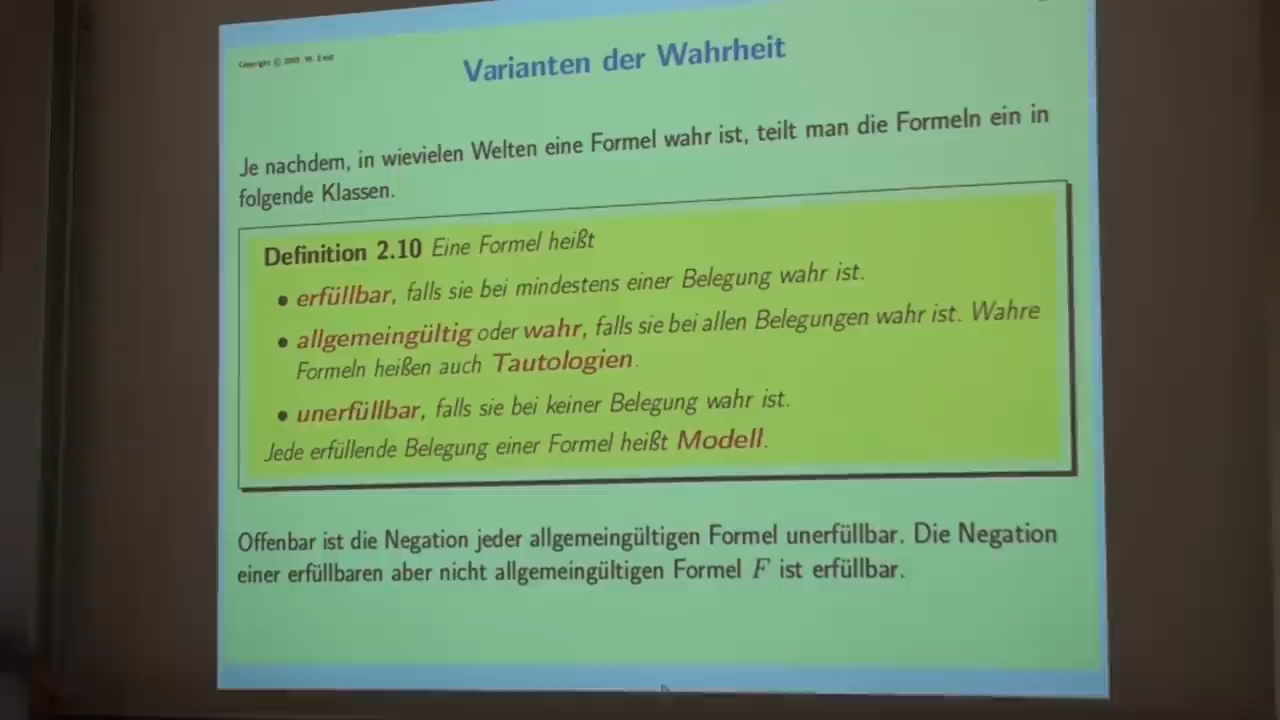 Copyright © 2009 W. Ertel
Varianten der Wahrheit
Je nachdem, in wievielen Welten eine Formel wahr ist, teilt man die Formeln ein in
folgende Klassen.
Definition 2.10 Eine Formel heißt
• erfüllbar, falls sie bei mindestens einer Belegung wahr ist.
• allgemeingültig oder wahr, falls sie bei allen Belegungen wahr ist. Wahre
Formeln heißen auch Tautologien.
• unerfüllbar, falls sie bei keiner Belegung wahr ist.
Jede erfüllende Belegung einer Formel heißt Modell.
Offenbar ist die Negation jeder allgemeingültigen Formel unerfüllbar. Die Negation
einer erfüllbaren aber nicht allgemeingültigen Formel F ist erfüllbar.